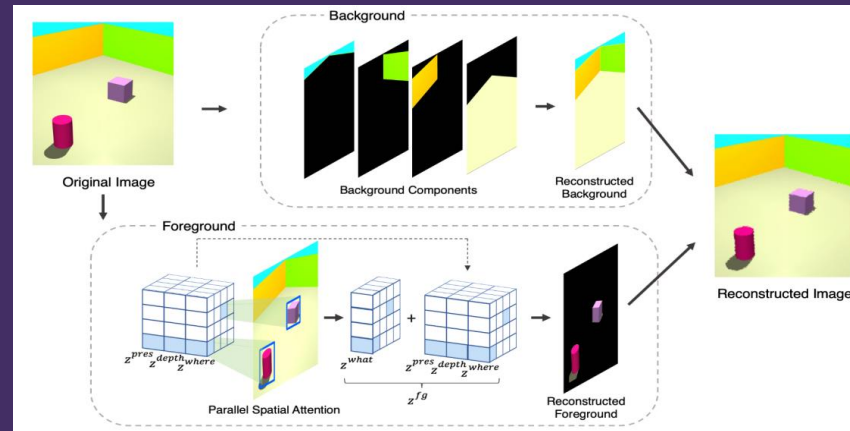 Background
Original Image
Background Components
Reconstructed
Background
Foreground
Reconstructed Image
z^pres z^depth z^where
z^what
+
z^pres z^depth z^where
z^fg
Parallel Spatial Attention
Reconstructed
Foreground